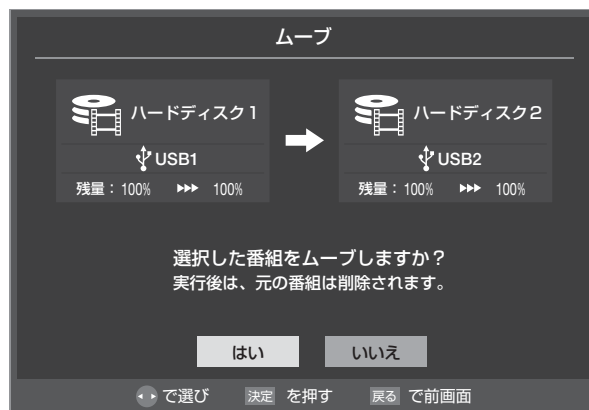 ムーブ
ハードディスク1
USB1
残量：100% ▶▶▶ 100%
ハードディスク2
USB2
残量：100% ▶▶▶ 100%
選択した番組をムーブしますか？
実行後は、元の番組は削除されます。
はい いいえ
で選び 決定 を押す 戻る で前画面